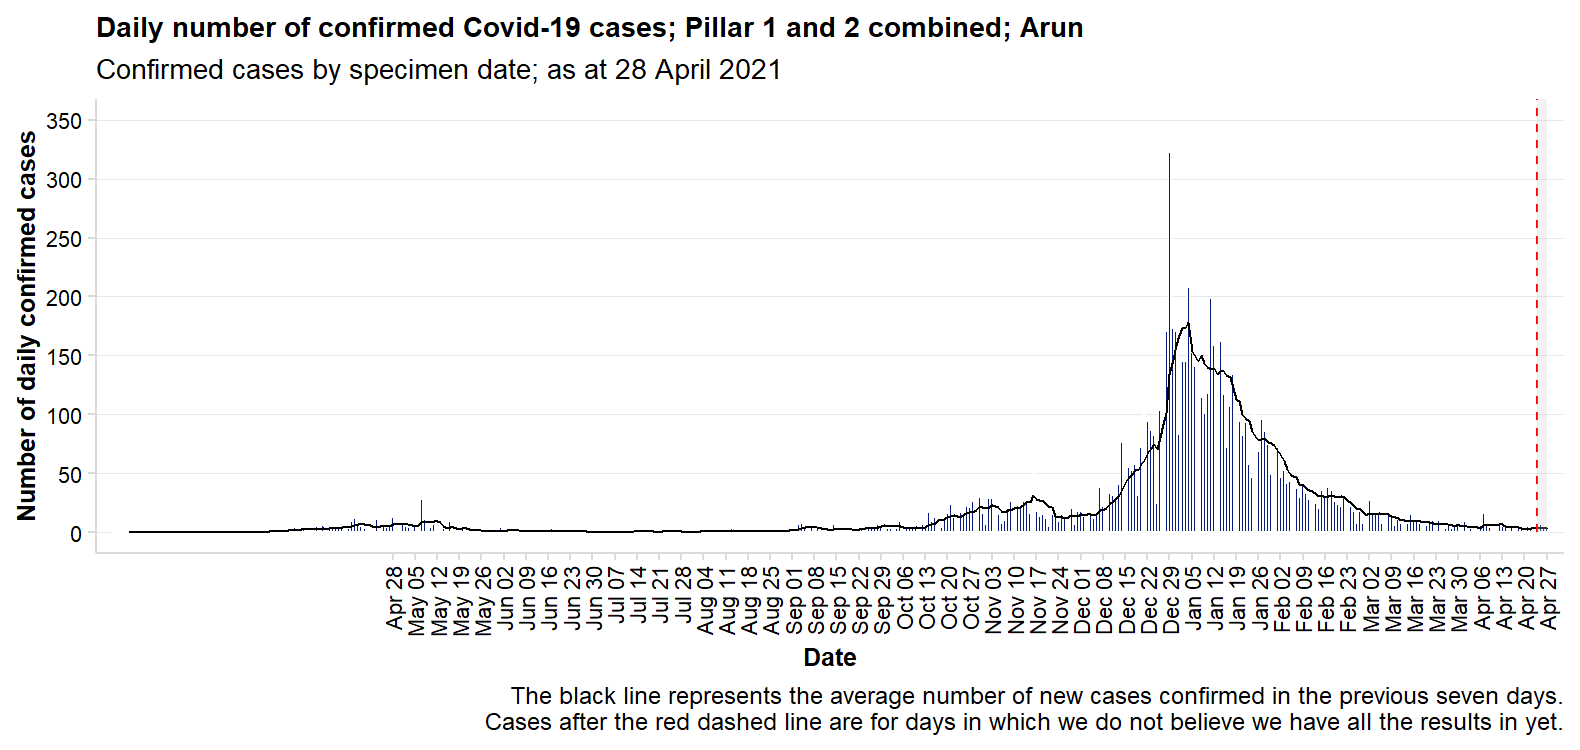 Daily number of confirmed Covid-19 cases; Pillar 1 and 2 combined; Arun
Confirmed cases by specimen date; as at 28 April 2021
Number of daily confirmed cases
350
300
250
200
150
100
50
0
Apr 28
May 05
May 12
May 19
May 26
Jun 02
Jun 09
Jun 16
Jun 23
Jun 30
Jul 07
Jul 14
Jul 21
Jul 28
Aug 04
Aug 11
Aug 18
Aug 25
Sep 01
Sep 08
Sep 15
Sep 22
Sep 29
Oct 06
Oct 13
Oct 20
Oct 27
Nov 03
Nov 10
Nov 17
Nov 24
Dec 01
Dec 08
Dec 15
Dec 22
Dec 29
Jan 05
Jan 12
Jan 19
Jan 26
Feb 02
Feb 09
Feb 16
Feb 23
Mar 02
Mar 09
Mar 16
Mar 23
Mar 30
Apr 06
Apr 13
Apr 20
Apr 27
Date
The black line represents the average number of new cases confirmed in the previous seven days.
Cases after the red dashed line are for days in which we do not believe we have all the results in yet.